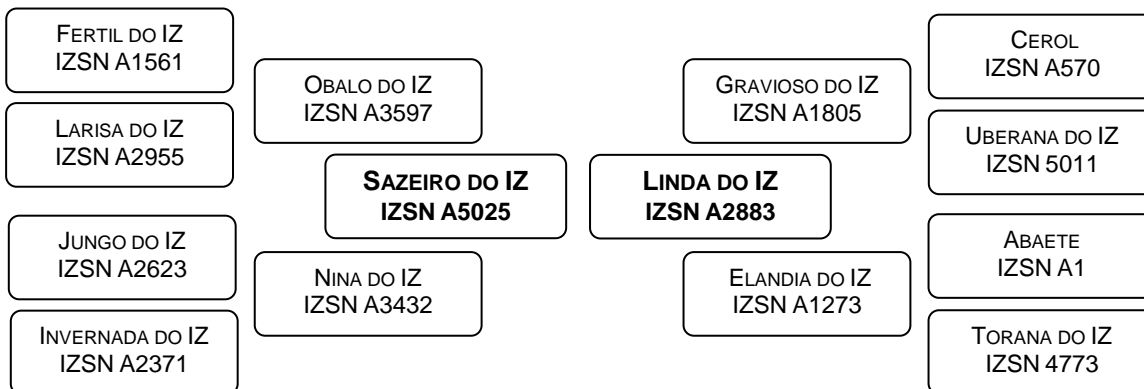 FERTIL DO IZ
IZSN A1561
LARISA DO IZ
IZSN A2955
JUNGO DO IZ
IZSN A2623
INVERNADA DO IZ
IZSN A2371
OBALO DO IZ
IZSN A3597
NINA DO IZ
IZSN A3432
SAZEIRO DO IZ
IZSN A5025
LINDA DO IZ
IZSN A2883
GRAVIOSO DO IZ
IZSN A1805
ELANDIA DO IZ
IZSN A1273
CEROL
IZSN A570
UBERANA DO IZ
IZSN 5011
ABAETE
IZSN A1
TORANA DO IZ
IZSN 4773